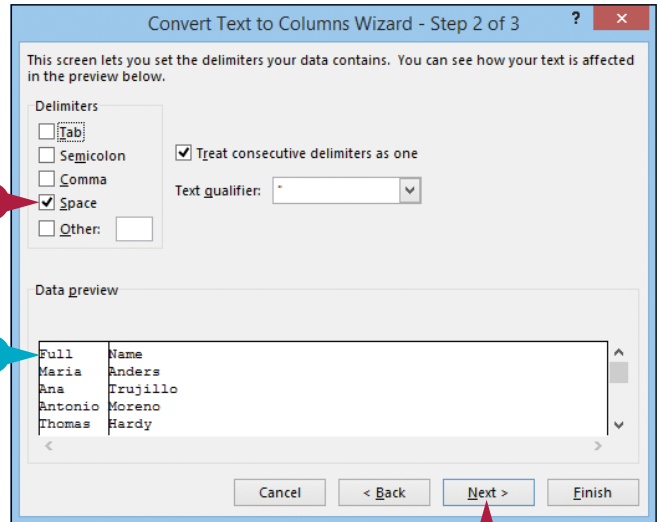 Convert Text to Columns Wizard - Step 2 of 3 ? ×
This screen lets you set the delimiters your data contains.  You can see how your text is affected
in the preview below.
Delimiters
Tab
Semicolon
Comma
Space
Other:
Treat consecutive delimiters as one
Text qualifier: "
Data preview
Full Name
Maria Anders
Ana Trujillo
Antonio Moreno
Thomas Hardy
Cancel < Back Next > Finish